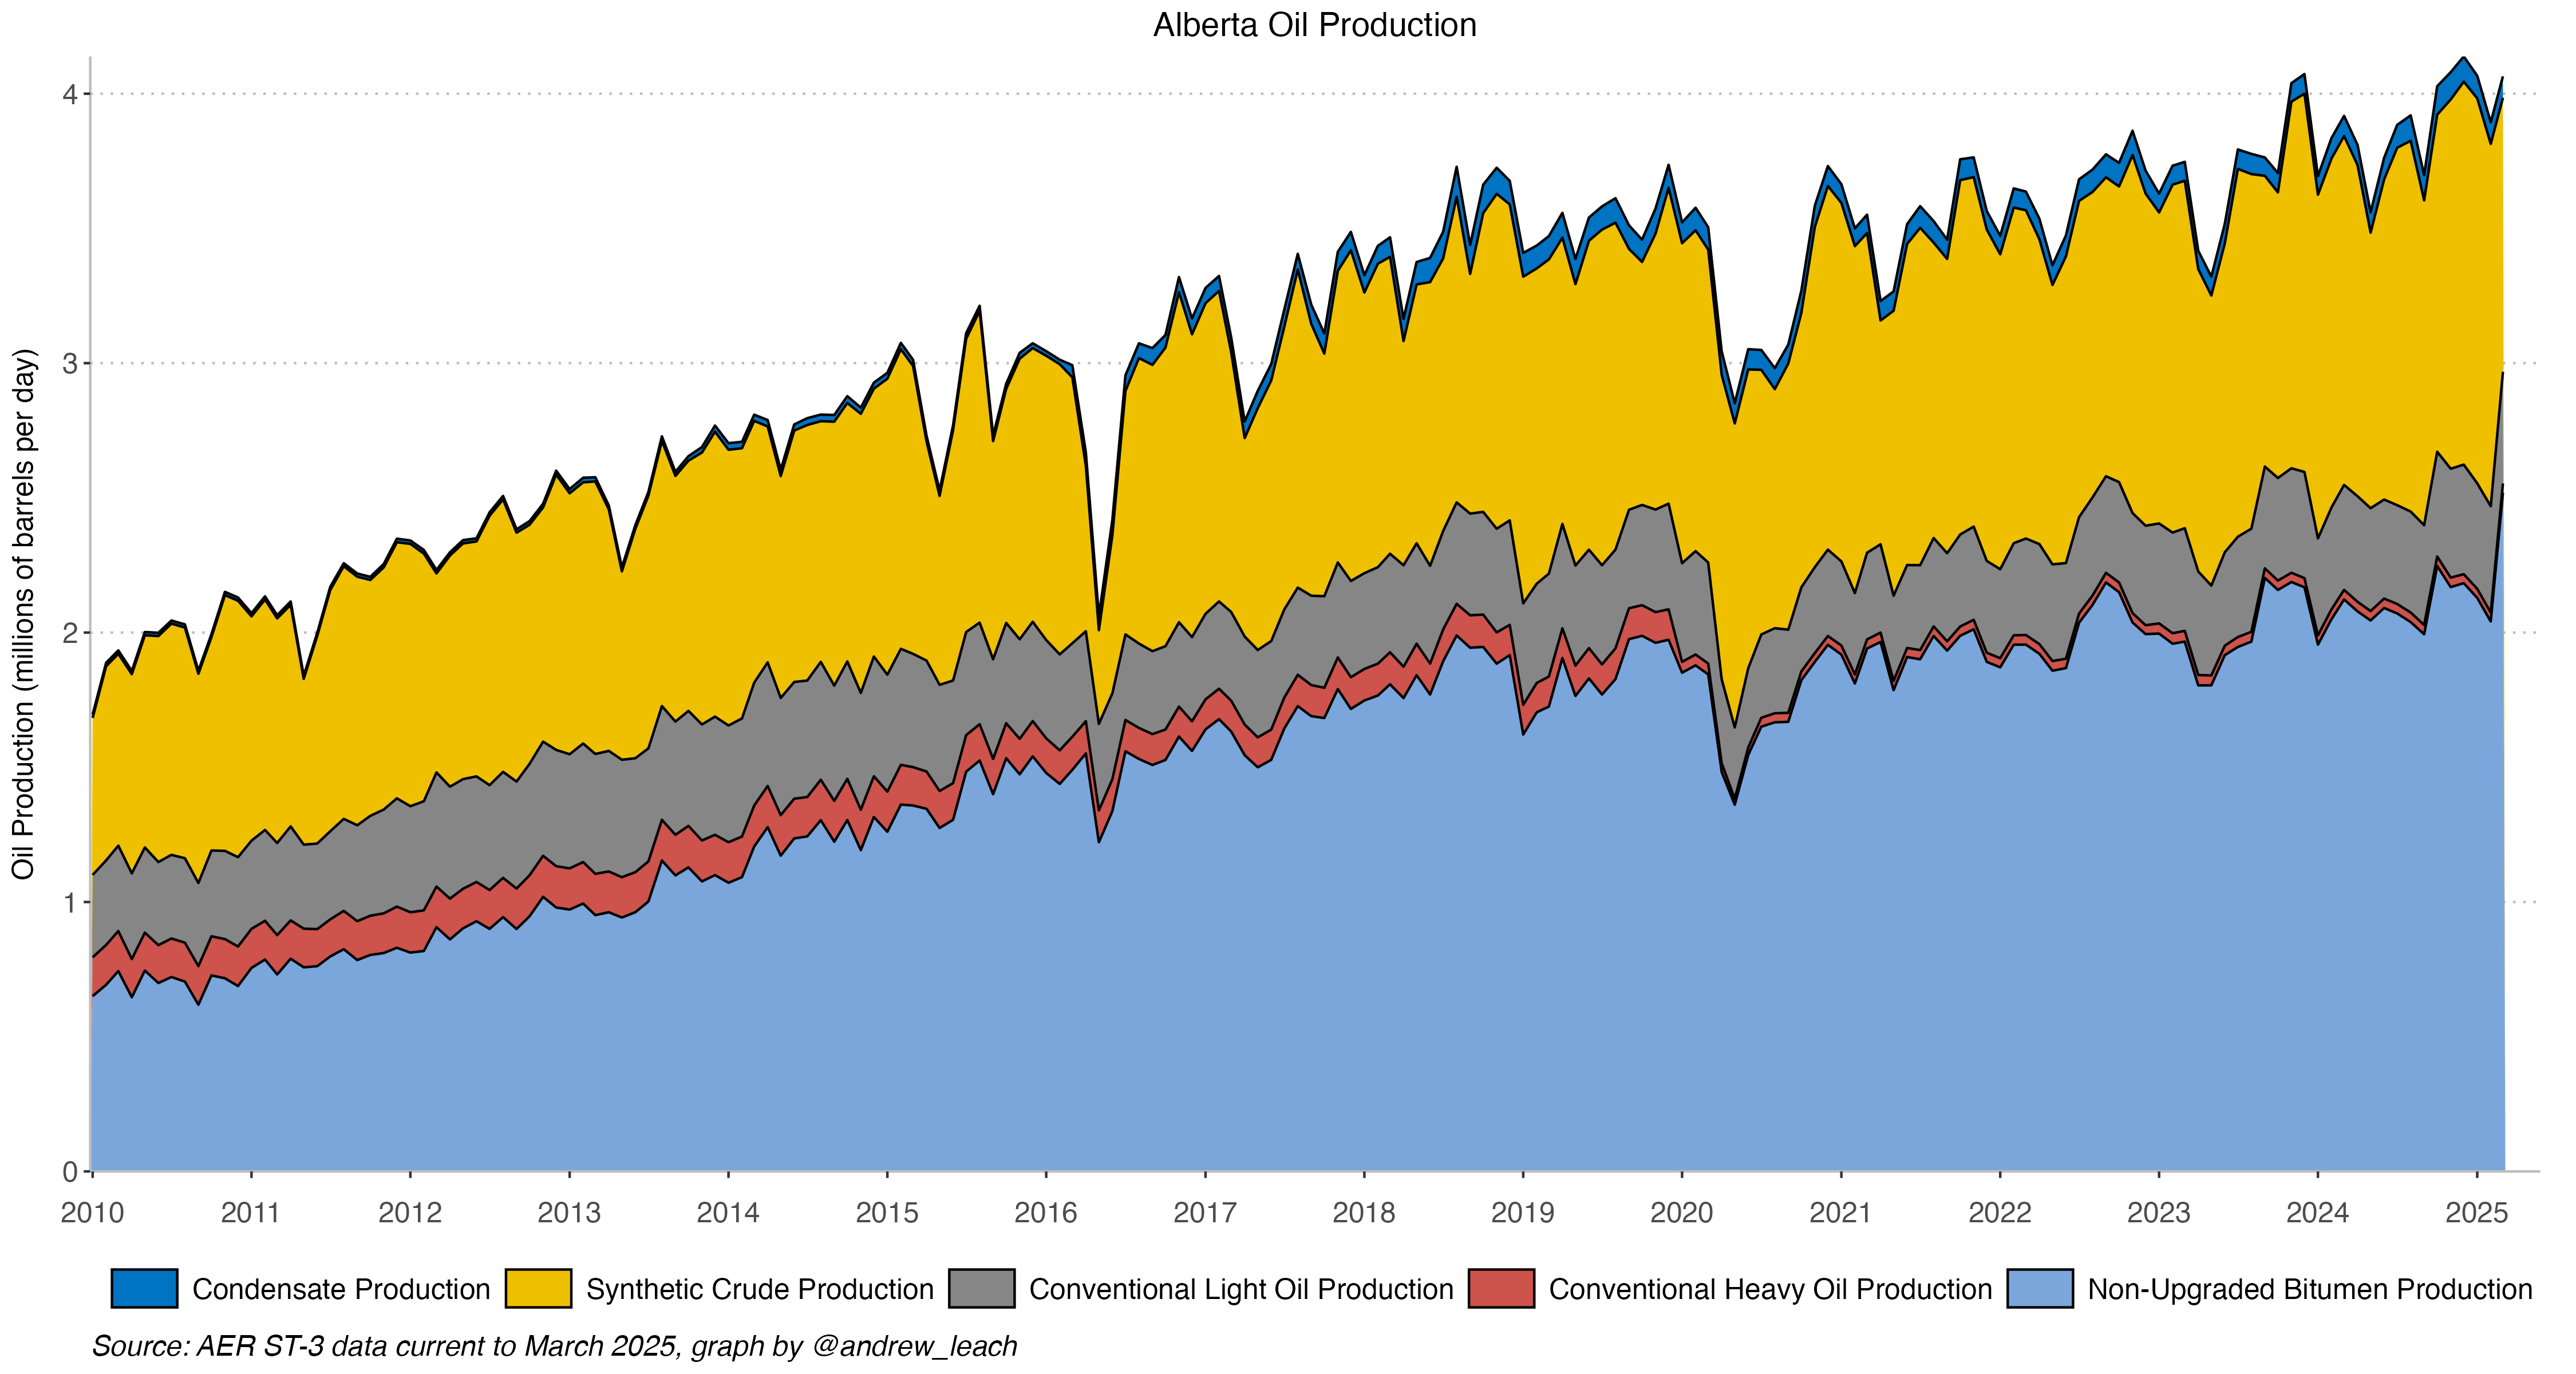 Alberta Oil Production
Oil Production (millions of barrels per day)
4
3
2
1
0
2010 2011 2012 2013 2014 2015 2016 2017 2018 2019 2020 2021 2022 2023 2024 2025
Condensate Production Synthetic Crude Production Conventional Light Oil Production Conventional Heavy Oil Production Non-Upgraded Bitumen Production
Source: AER ST-3 data current to March 2025, graph by @andrew_leach